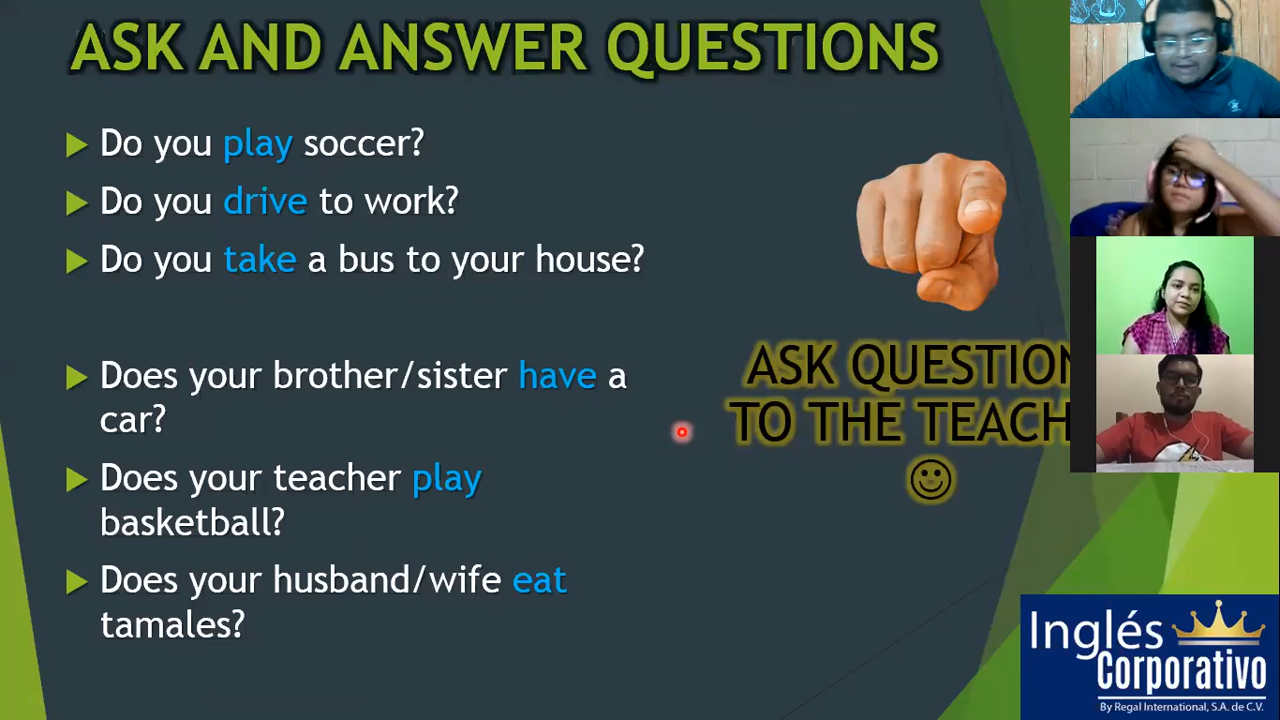 ASK AND ANSWER QUESTIONS
Do you play soccer?
Do you drive to work?
Do you take a bus to your house?
Does your brother/sister have a
car?
Does your teacher play
basketball?
Does your husband/wife eat
tamales?
ASK QUESTION
TO THE TEACH
Inglés
Corporativo
By Regal International, S.A. de C.V.